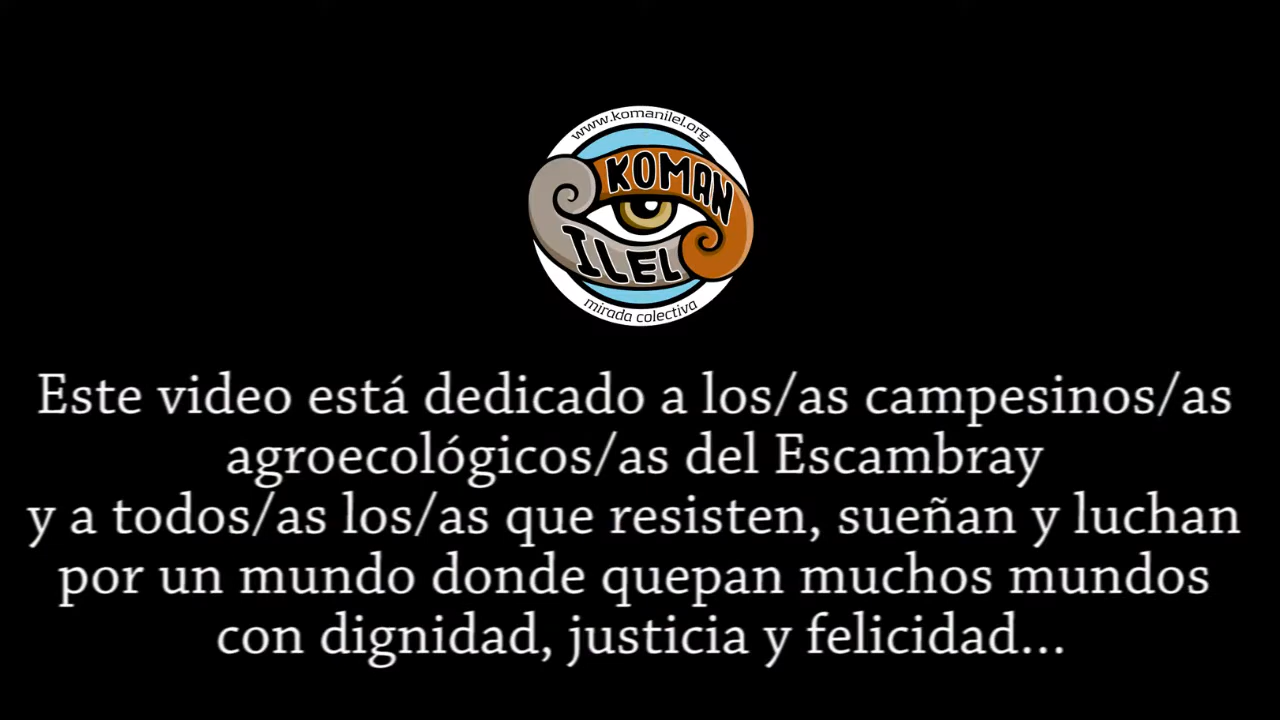 www.komanilel.org
KOMAN
ILEL
mirada colectiva
Este video está dedicado a los/as campesinos/as
agroecológicos/as del Escambray
y a todos/as los/as que resisten, sueñan y luchan
por un mundo donde quepan muchos mundos
con dignidad, justicia y felicidad...